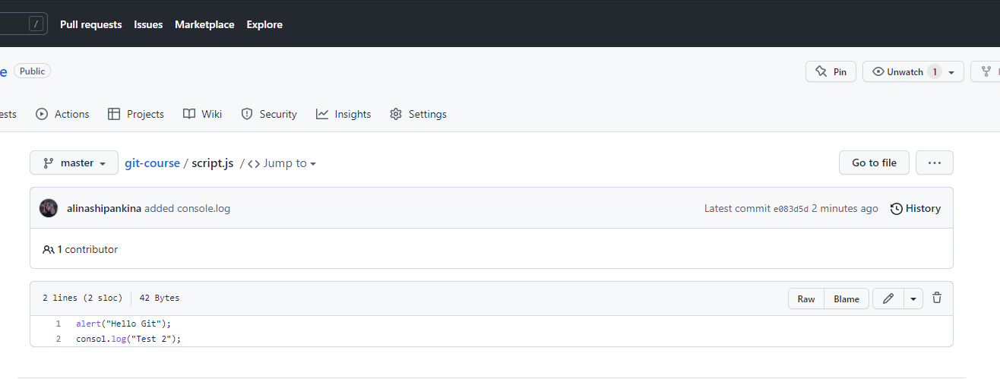 / Pull requests Issues Marketplace Explore
e Public Pin Unwatch 1
ests Actions Projects Wiki Security Insights Settings
master git-course / script.js / <> Jump to Go to file ...
alinashipankina added console.log Latest commit e083d5d 2 minutes ago History
1 contributor
2 lines (2 sloc) 42 Bytes Raw Blame
1 alert("Hello Git");
2 consol.log("Test 2");